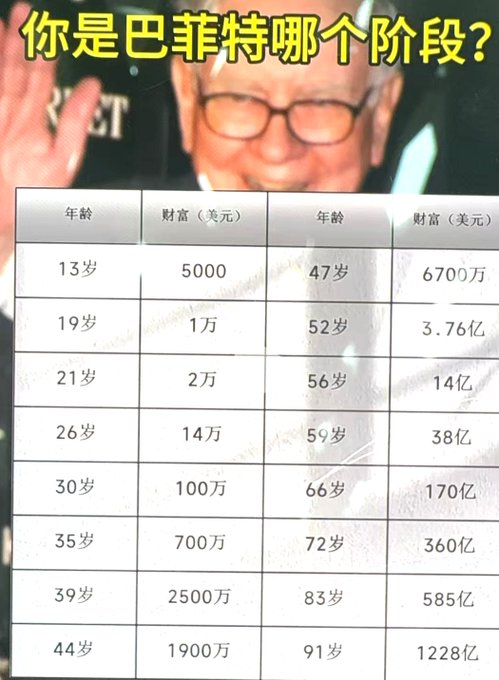 你是巴菲特哪个阶段?
年龄 财富（美元） 年龄 财富（美元）
13岁 5000 47岁 6700万
19岁 1万 52岁 3.76亿
21岁 2万 56岁 14亿
26岁 14万 59岁 38亿
30岁 100万 66岁 170亿
35岁 700万 72岁 360亿
39岁 2500万 83岁 585亿
44岁 1900万 91岁 1228亿